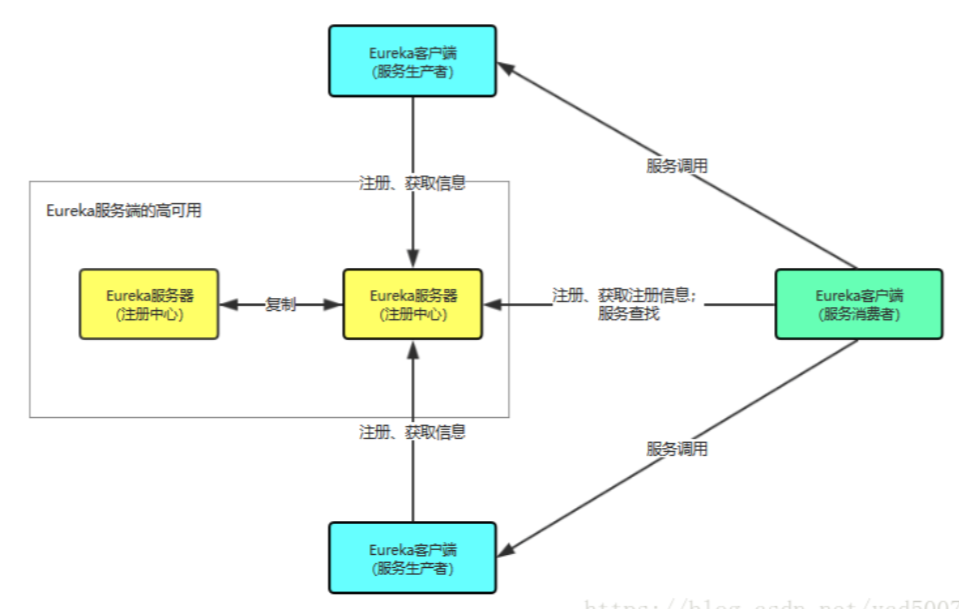 Eureka客户端
(服务生产者)
服务调用
注册、获取信息
Eureka服务端的高可用
Eureka服务器
(注册中心)
复制
Eureka服务器
(注册中心)
注册、获取注册信息；
服务查找
Eureka客户端
(服务消费者)
注册、获取信息
服务调用
Eureka客户端
(服务生产者)